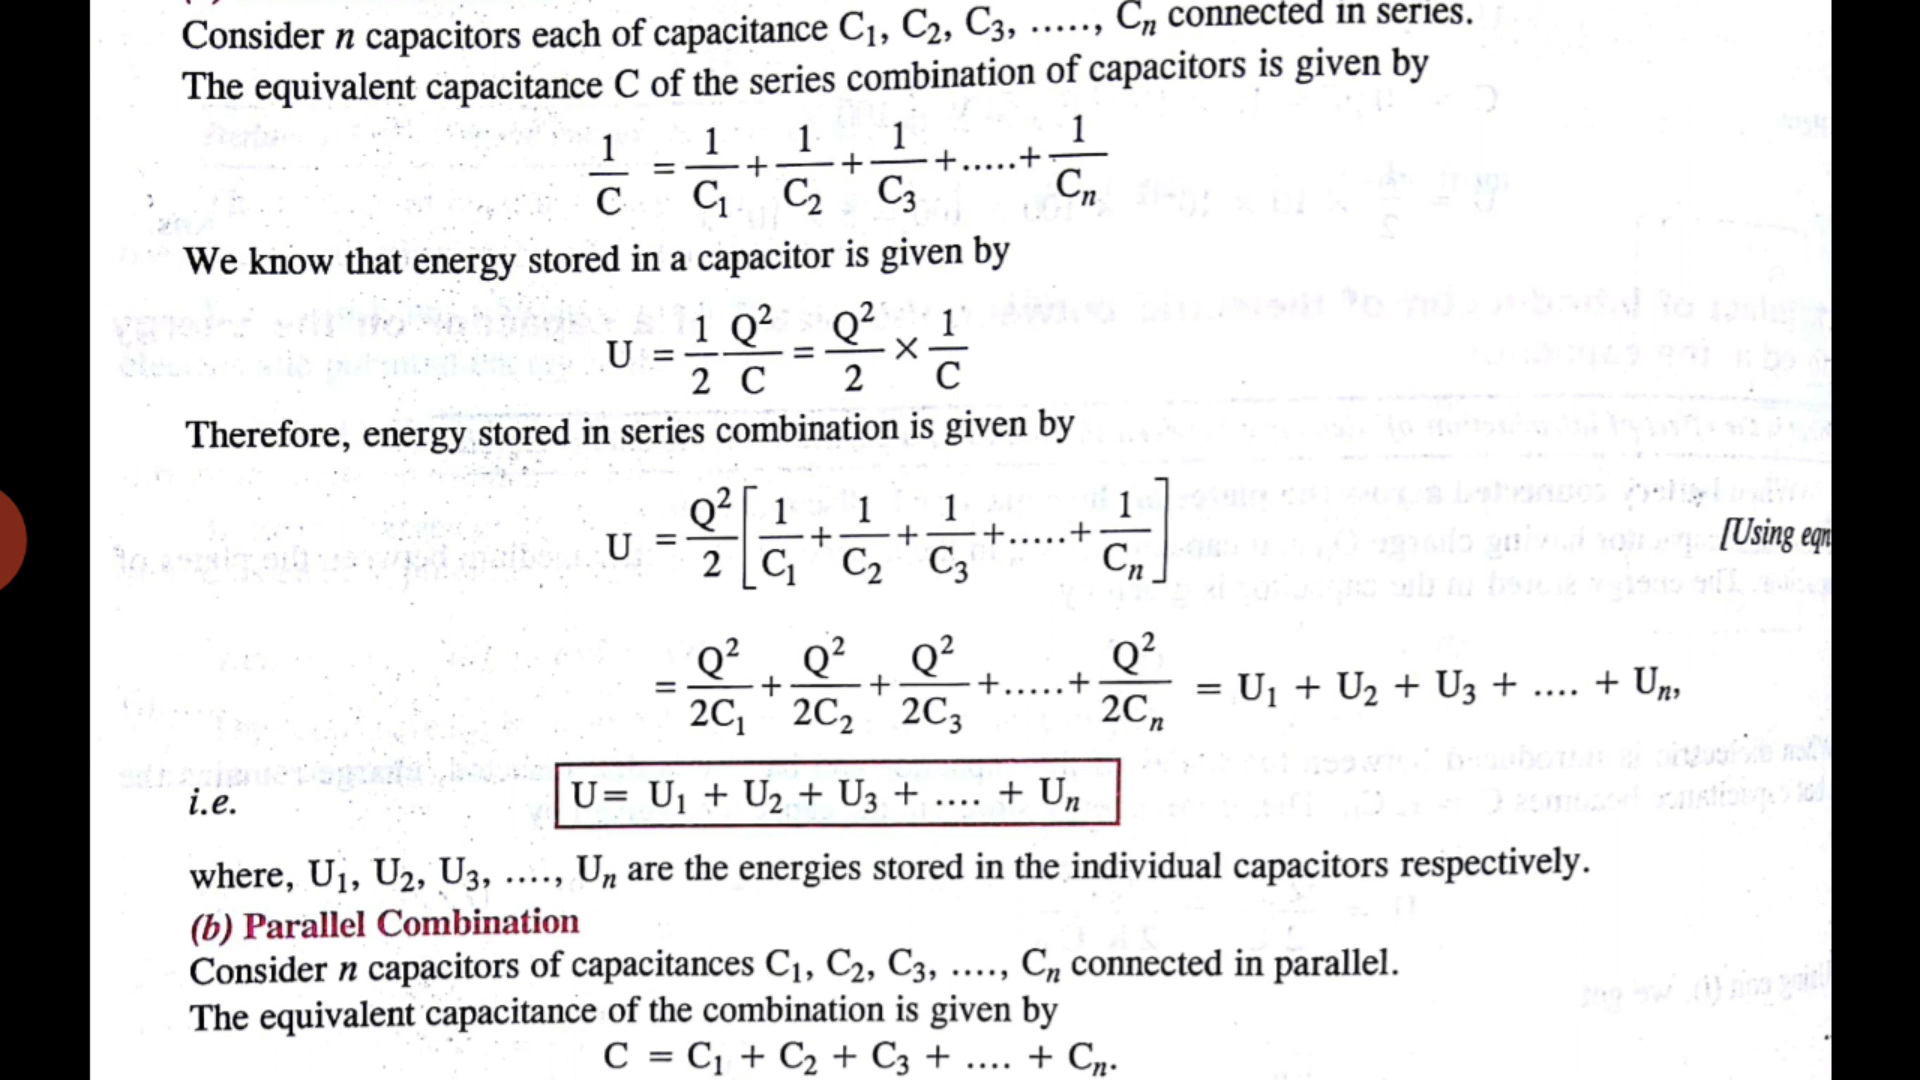 Consider n capacitors each of capacitance C₁, C₂, C₃, ....., Cₙ connected in series.
The equivalent capacitance C of the series combination of capacitors is given by
1/C = 1/C₁ + 1/C₂ + 1/C₃ +.....+ 1/Cₙ
We know that energy stored in a capacitor is given by
U = 1/2 Q²/C = Q²/2 × 1/C
Therefore, energy stored in series combination is given by
U = Q²/2 [1/C₁ + 1/C₂ + 1/C₃ +.....+ 1/Cₙ] [Using eqn
= Q²/2C₁ + Q²/2C₂ + Q²/2C₃ +.....+ Q²/2Cₙ = U₁ + U₂ + U₃ + .... + Uₙ,
i.e. U= U₁ + U₂ + U₃ + .... + Uₙ
where, U₁, U₂, U₃, ...., Uₙ are the energies stored in the individual capacitors respectively.
(b) Parallel Combination
Consider n capacitors of capacitances C₁, C₂, C₃, ...., Cₙ connected in parallel.
The equivalent capacitance of the combination is given by
C = C₁ + C₂ + C₃ + .... + Cₙ.